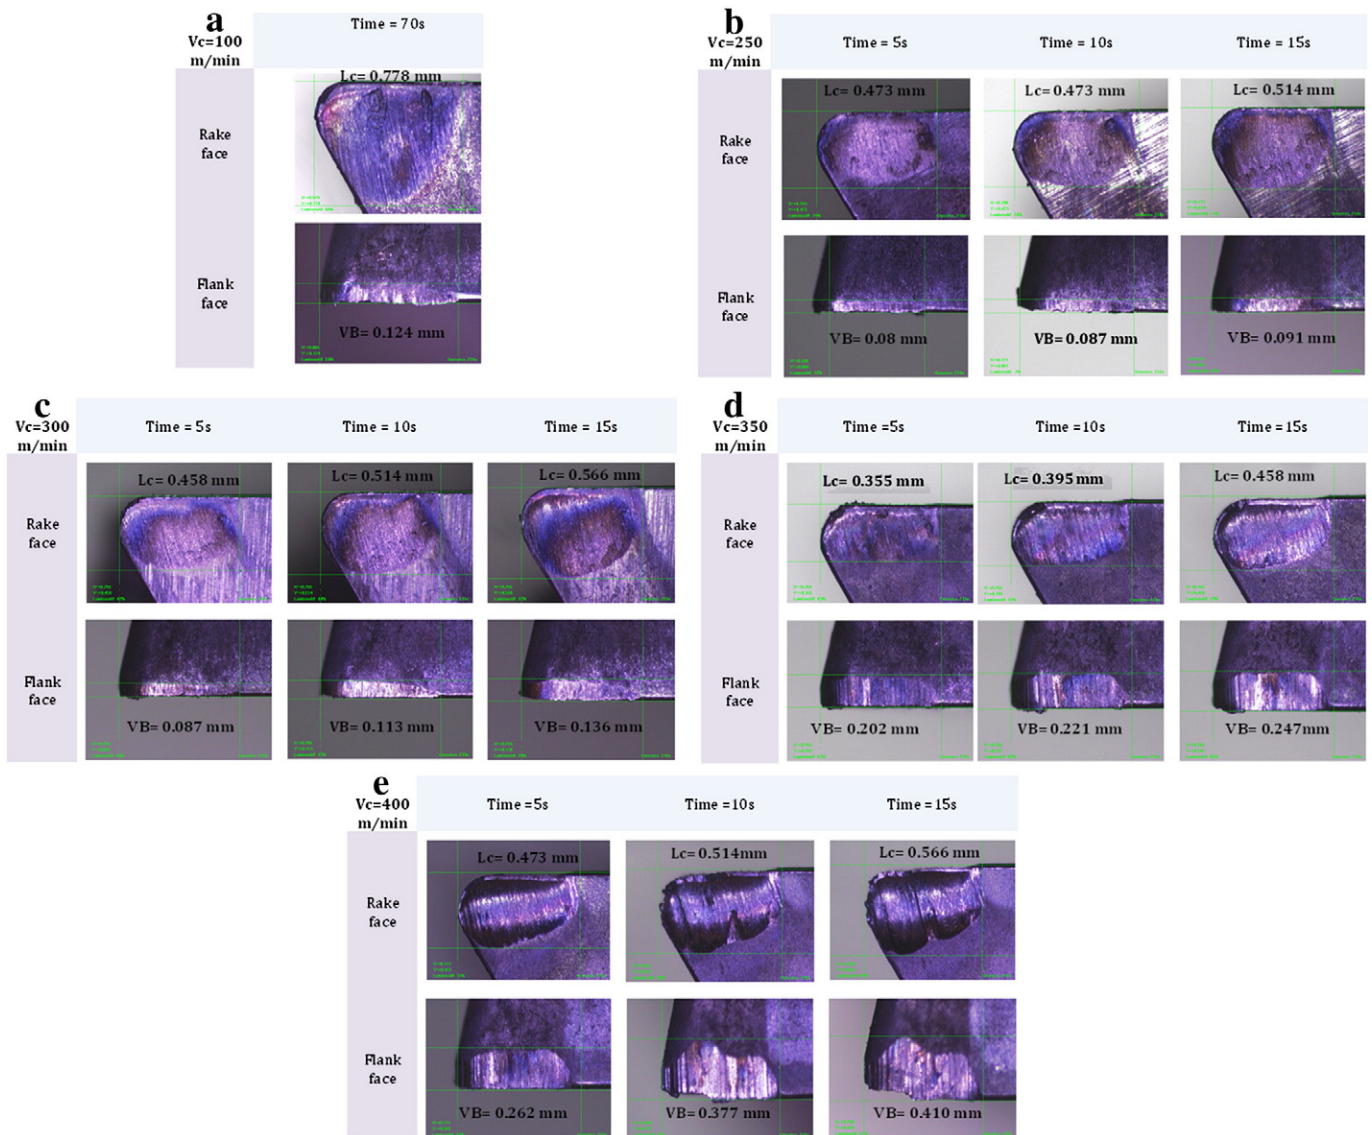 a
Time = 70s
Vc=100
m/min
Lc= 0.778 mm
Rake
face
Flank
face
VB= 0.124 mm
b
Vc=250
m/min
Time = 5s
Time = 10s
Time = 15s
Lc= 0.473 mm
Lc= 0.473 mm
Lc= 0.514 mm
Rake
face
Flank
face
VB= 0.08 mm
VB= 0.087 mm
VB= 0.091 mm
c
Vc=300
m/min
Time = 5s
Time = 10s
Time = 15s
Lc= 0.458 mm
Lc= 0.514 mm
Lc= 0.566 mm
Rake
face
Flank
face
VB= 0.087 mm
VB= 0.113 mm
VB= 0.136 mm
d
Vc=350
m/min
Time =5s
Time =10s
Time = 15s
Lc= 0.355 mm
Lc= 0.395 mm
Lc= 0.458 mm
Rake
face
Flank
face
VB= 0.202 mm
VB= 0.221 mm
VB= 0.247mm
e
Vc=400
m/min
Time =5s
Time =10s
Time = 15s
Lc= 0.473 mm
Lc= 0.514mm
Lc= 0.566 mm
Rake
face
Flank
face
VB= 0.262 mm
VB= 0.377 mm
VB= 0.410 mm